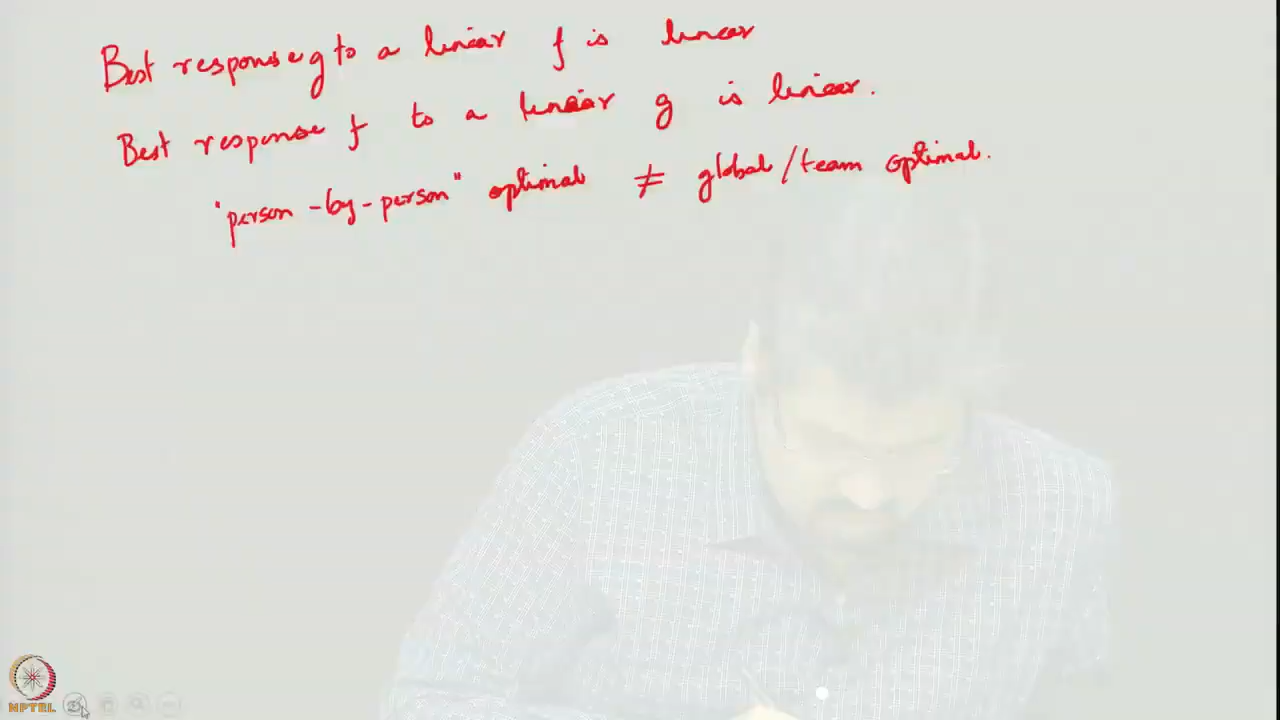 Best response g to a linear f is linear
Best response f to a linear g is linear.
"person-by-person" optimal ≠ global/team optimal.
NPTEL